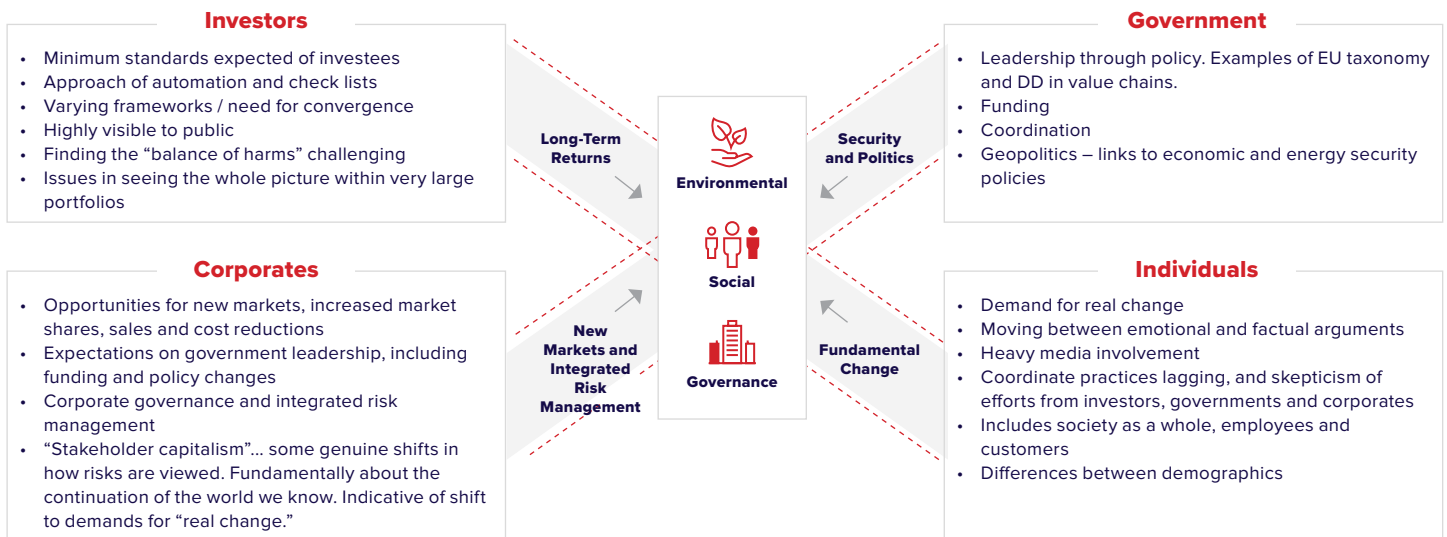 Investors
• Minimum standards expected of investees
• Approach of automation and check lists
• Varying frameworks / need for convergence
• Highly visible to public
• Finding the “balance of harms” challenging
• Issues in seeing the whole picture within very large
portfolios
Government
• Leadership through policy. Examples of EU taxonomy
and DD in value chains.
• Funding
• Coordination
• Geopolitics – links to economic and energy security
policies
Long-Term
Returns
Security
and Politics
Environmental
Social
Governance
Corporates
• Opportunities for new markets, increased market
shares, sales and cost reductions
• Expectations on government leadership, including
funding and policy changes
• Corporate governance and integrated risk
management
• “Stakeholder capitalism”... some genuine shifts in
how risks are viewed. Fundamentally about the
continuation of the world we know. Indicative of shift
to demands for “real change.”
New
Markets and
Integrated
Risk
Management
Fundamental
Change
Individuals
• Demand for real change
• Moving between emotional and factual arguments
• Heavy media involvement
• Coordinate practices lagging, and skepticism of
efforts from investors, governments and corporates
• Includes society as a whole, employees and
customers
• Differences between demographics